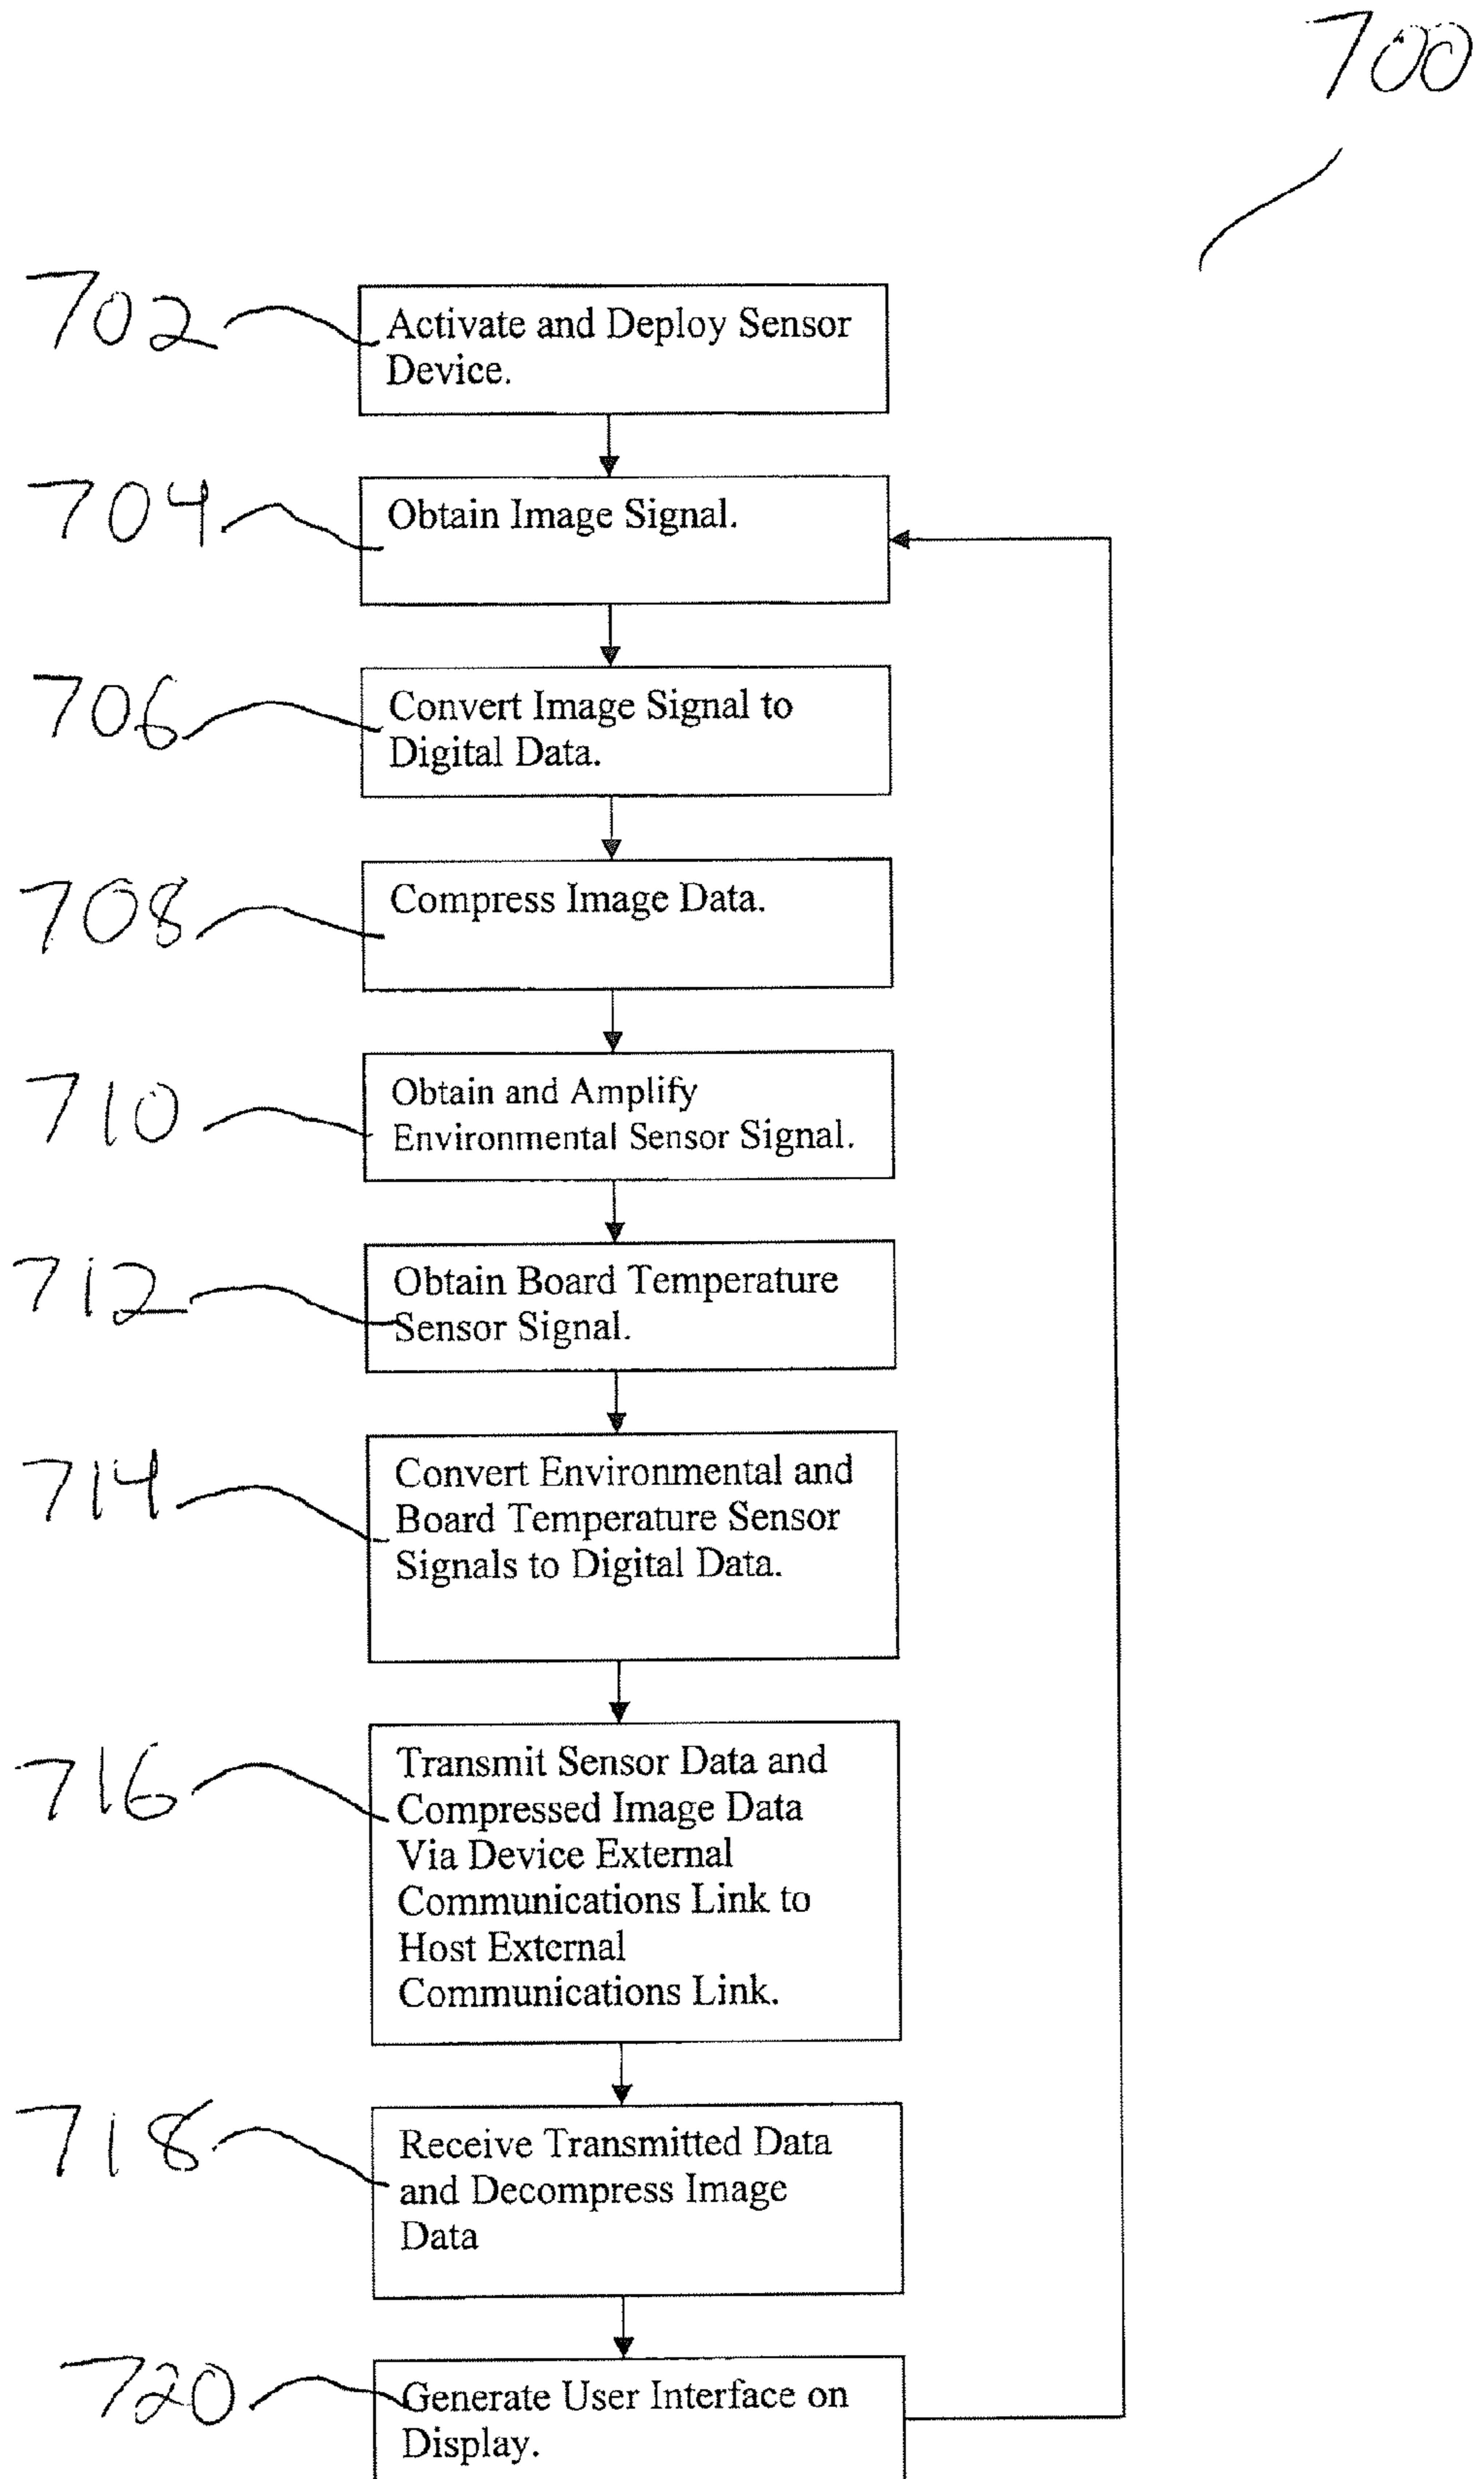 700
702
Activate and Deploy Sensor
Device.
704
Obtain Image Signal.
706
Convert Image Signal to
Digital Data.
708
Compress Image Data.
710
Obtain and Amplify
Environmental Sensor Signal.
712
Obtain Board Temperature
Sensor Signal.
714
Convert Environmental and
Board Temperature Sensor
Signals to Digital Data.
716
Transmit Sensor Data and
Compressed Image Data
Via Device External
Communications Link to
Host External
Communications Link.
718
Receive Transmitted Data
and Decompress Image
Data
720
Generate User Interface on
Display.